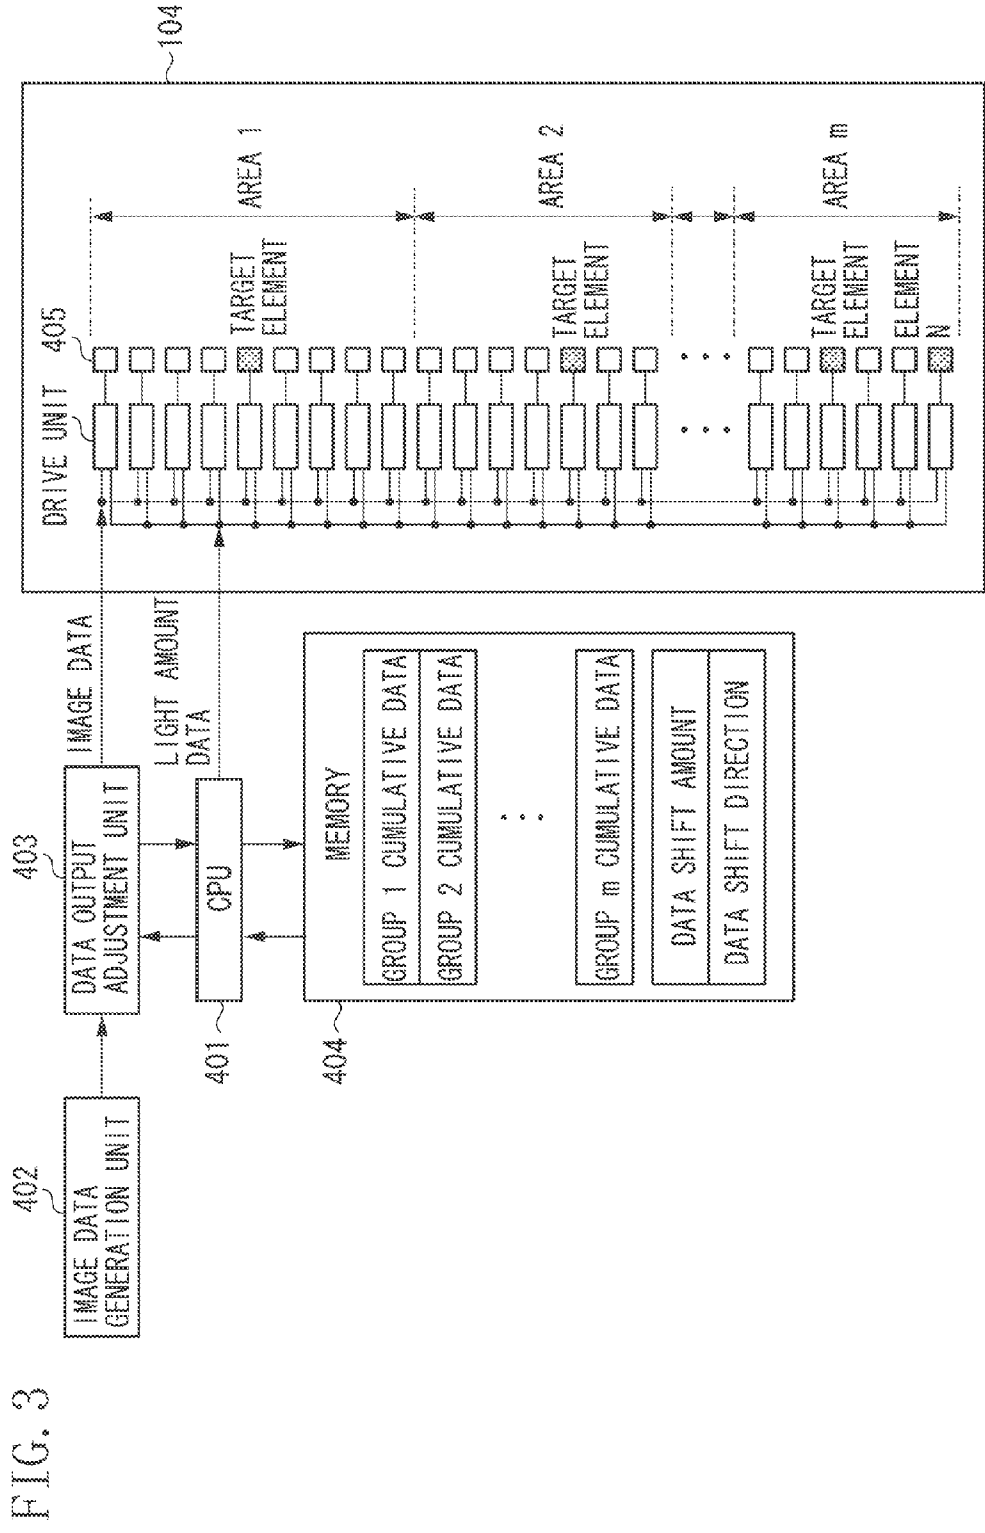 FIG. 3
402
IMAGE DATA
GENERATION UNIT
403
DATA OUTPUT
ADJUSTMENT UNIT
IMAGE DATA
401
CPU
LIGHT AMOUNT
DATA
404
MEMORY
GROUP 1 CUMULATIVE DATA
GROUP 2 CUMULATIVE DATA
GROUP m CUMULATIVE DATA
DATA SHIFT AMOUNT
DATA SHIFT DIRECTION
104
DRIVE UNIT
405
TARGET
ELEMENT
TARGET
ELEMENT
TARGET
ELEMENT
ELEMENT
N
AREA 1
AREA 2
AREA m